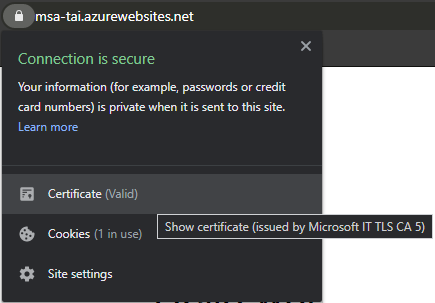 msa-tai.azurewebsites.net
Connection is secure
Your information (for example, passwords or credit
card numbers) is private when it is sent to this site.
Learn more
Certificate (Valid)
Show certificate (issued by Microsoft IT TLS CA 5)
Cookies (1 in use)
Site settings